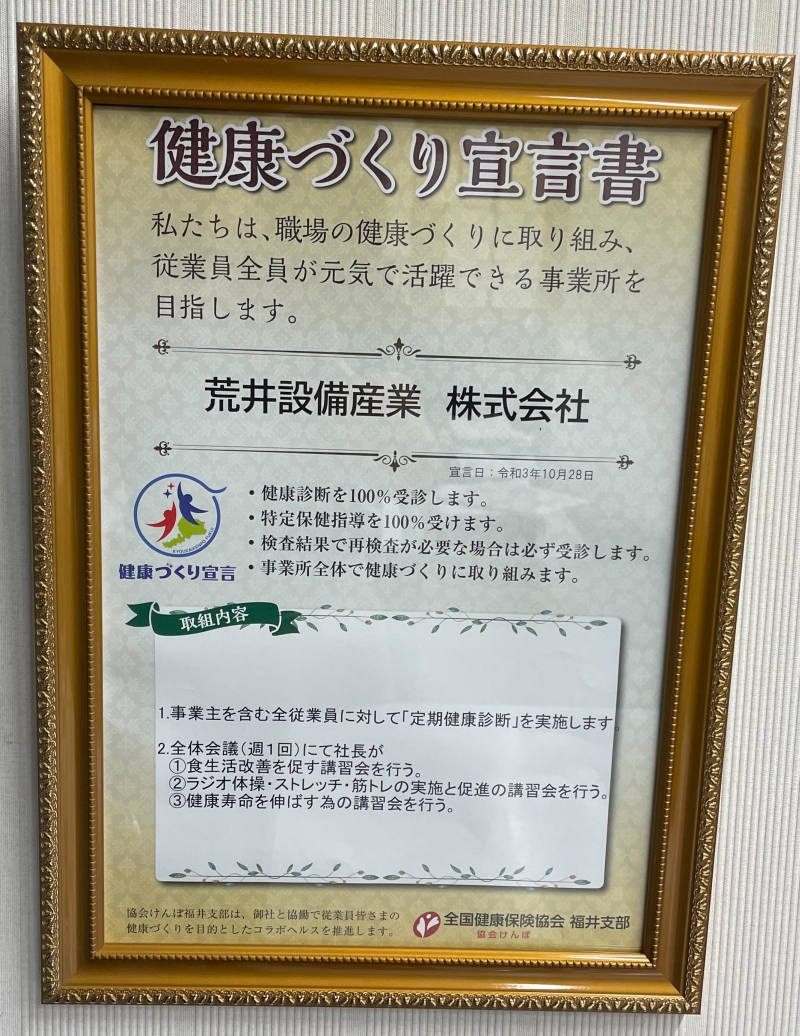 健康づくり宣言書
私たちは、職場の健康づくりに取り組み、
従業員全員が元気で活躍できる事業所を
目指します。
荒井設備産業 株式会社
宣言日：令和3年10月28日
・健康診断を100%受診します。
・特定保健指導を100%受けます。
・検査結果で再検査が必要な場合は必ず受診します。
・事業所全体で健康づくりに取り組みます。
健康づくり宣言
取組内容
1.事業主を含む全従業員に対して「定期健康診断」を実施します。
2.全体会議（週１回）にて社長が
①食生活改善を促す講習会を行う。
②ラジオ体操・ストレッチ・筋トレの実施と促進の講習会を行う。
③健康寿命を伸ばす為の講習会を行う。
協会けんぽ福井支部は、御社と協働で従業員皆さまの
健康づくりを目的としたコラボヘルスを推進します。
全国健康保険協会 福井支部
協会けんぽ